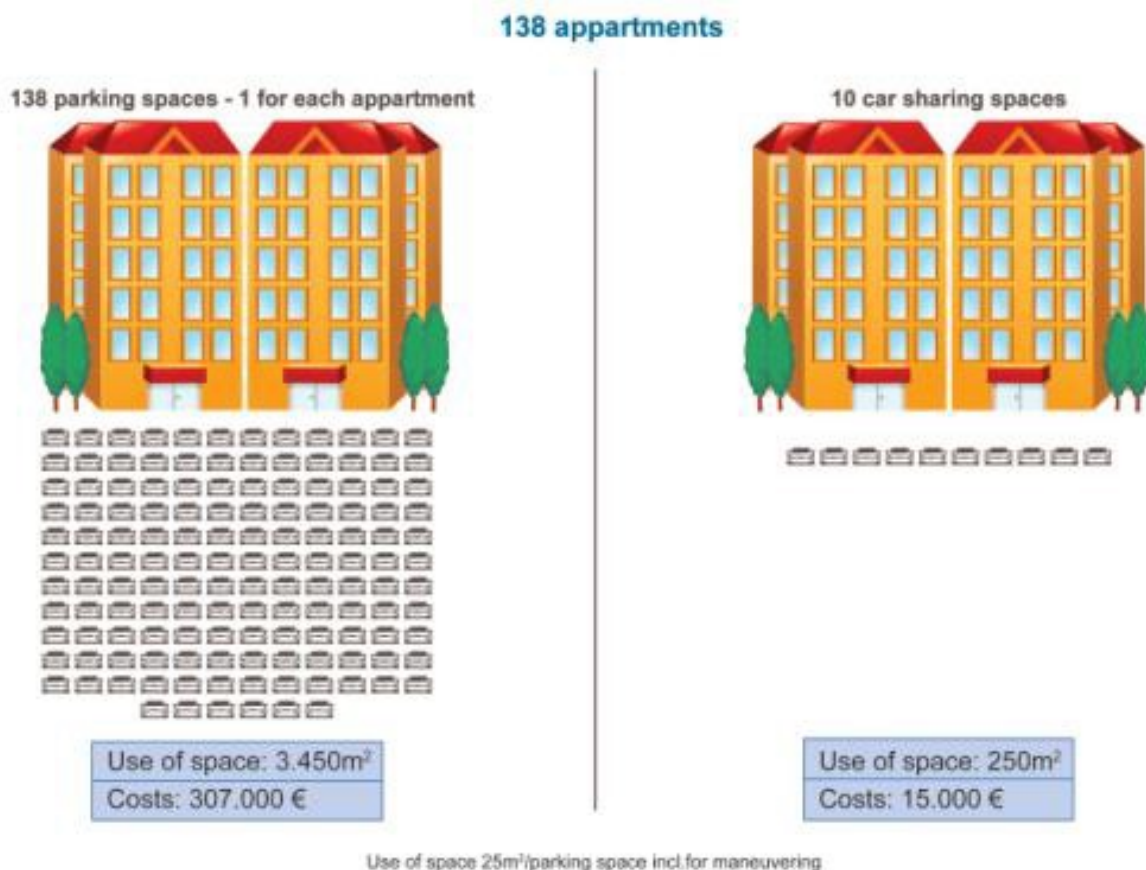 138 appartments
138 parking spaces - 1 for each appartment
Use of space: 3.450m²
Costs: 307.000 €
10 car sharing spaces
Use of space: 250m²
Costs: 15.000 €
Use of space 25m²/parking space incl.for maneuvering